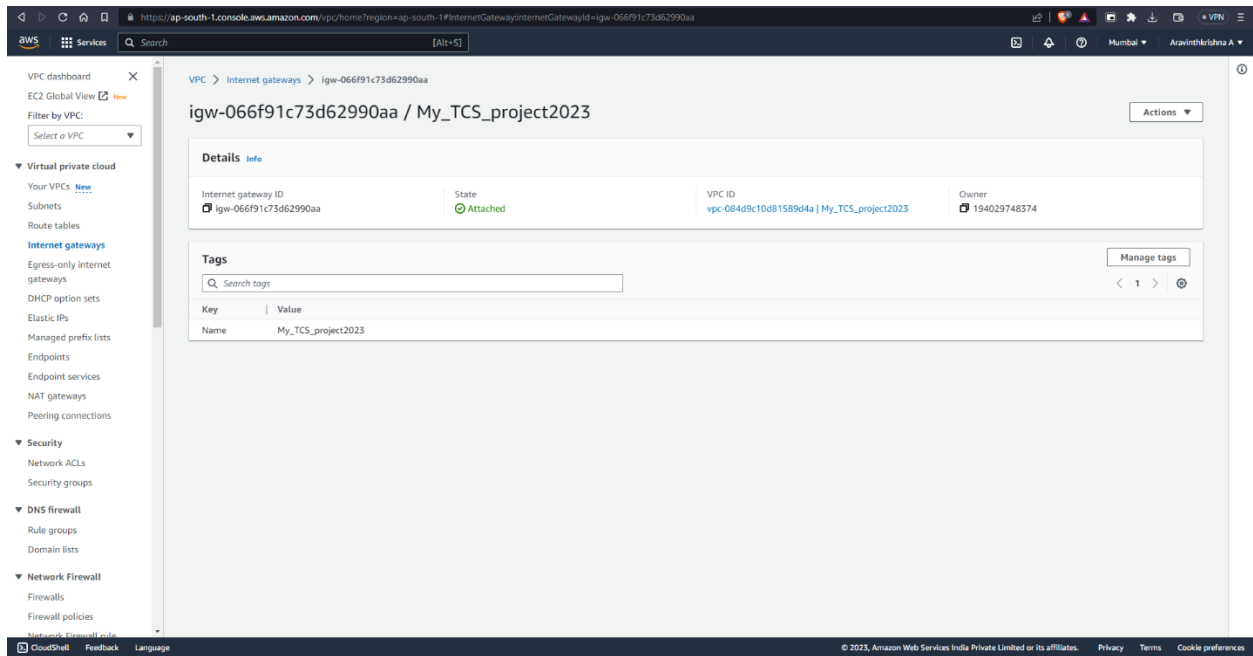 https://ap-south-1.console.aws.amazon.com/vpc/home?region=ap-south-1#InternetGateway:internetGatewayId=igw-066f91c73d62990aa
VPN
aws
Services
Search
[Alt+S]
Mumbai
Aravinthkrishna A
VPC dashboard
EC2 Global View New
Filter by VPC:
Select a VPC
Virtual private cloud
Your VPCs New
Subnets
Route tables
Internet gateways
Egress-only internet
gateways
DHCP option sets
Elastic IPs
Managed prefix lists
Endpoints
Endpoint services
NAT gateways
Peering connections
Security
Network ACLs
Security groups
DNS firewall
Rule groups
Domain lists
Network Firewall
Firewalls
Firewall policies
Network Firewall rule
VPC > Internet gateways > igw-066f91c73d62990aa
igw-066f91c73d62990aa / My_TCS_project2023
Actions
Details Info
Internet gateway ID
igw-066f91c73d62990aa
State
Attached
VPC ID
vpc-084d9c10d81589d4a | My_TCS_project2023
Owner
194029748374
Tags
Manage tags
Search tags
1
Key Value
Name My_TCS_project2023
CloudShell Feedback Language
© 2023, Amazon Web Services India Private Limited or its affiliates. Privacy Terms Cookie preferences